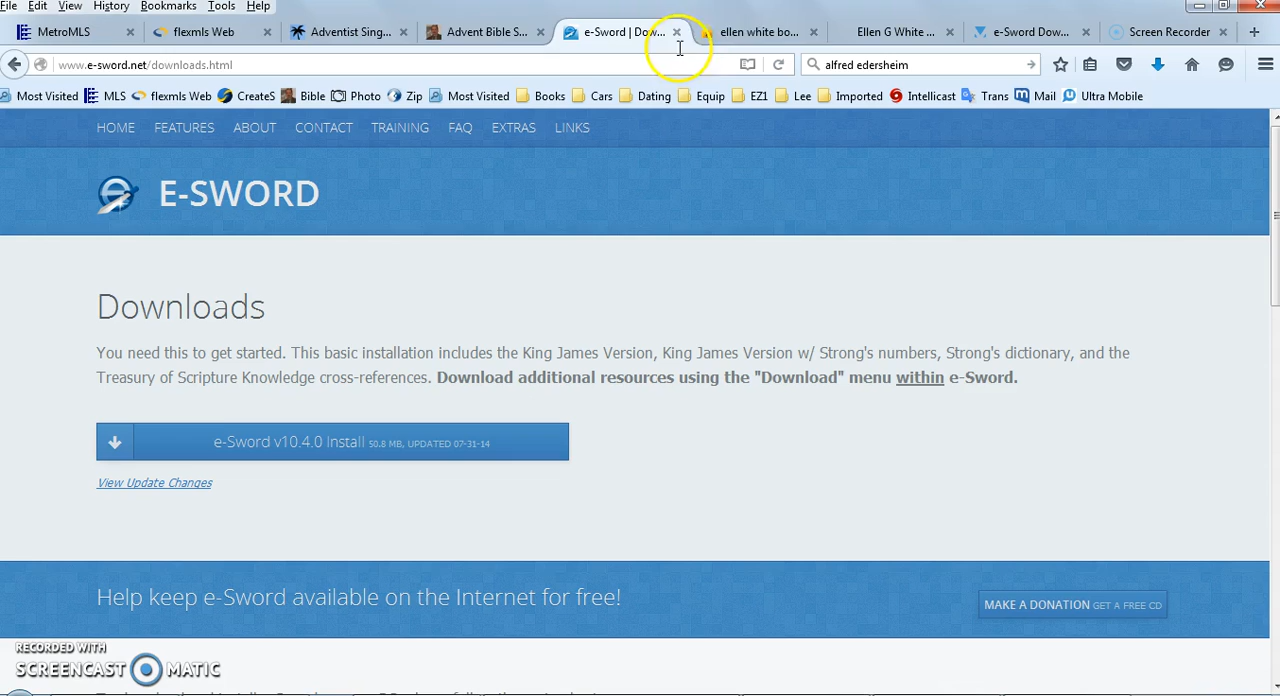 File Edit View History Bookmarks Tools Help
MetroMLS flexmls Web Adventist Sing... Advent Bible S... e-Sword | Dow... ellen white bo... Ellen G White ... e-Sword Dow... Screen Recorder
www.e-sword.net/downloads.html alfred edersheim
Most Visited MLS flexmls Web CreateS Bible Photo Zip Most Visited Books Cars Dating Equip EZ1 Lee Imported Intellicast Trans Mail Ultra Mobile
HOME FEATURES ABOUT CONTACT TRAINING FAQ EXTRAS LINKS
E-SWORD
Downloads
You need this to get started. This basic installation includes the King James Version, King James Version w/ Strong's numbers, Strong's dictionary, and the
Treasury of Scripture Knowledge cross-references. Download additional resources using the "Download" menu within e-Sword.
e-Sword v10.4.0 Install 50.8 MB, UPDATED 07-31-14
View Update Changes
Help keep e-Sword available on the Internet for free!
MAKE A DONATION GET A FREE CD
RECORDED WITH
SCREENCAST MATIC